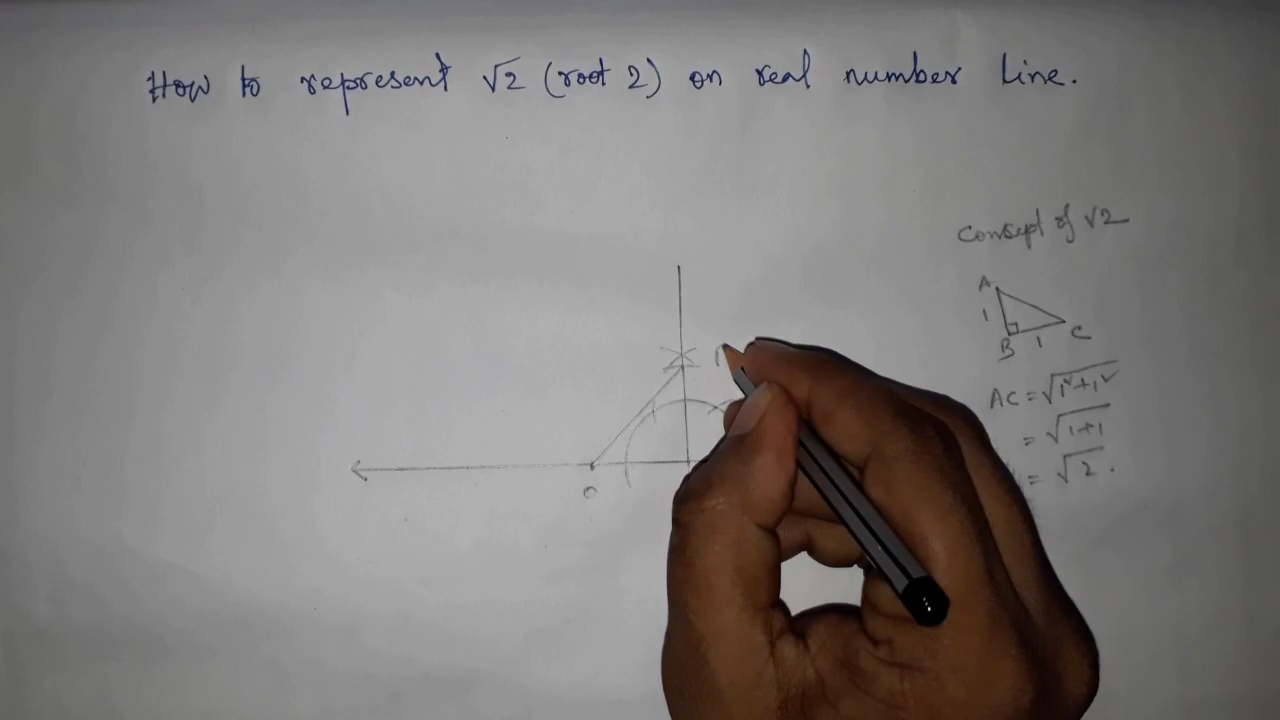 How to represent √2 (root 2) on real number line.
Consept of √2
A
1
B 1 C
AC = √1²+1²
= √1+1
= √2.
0